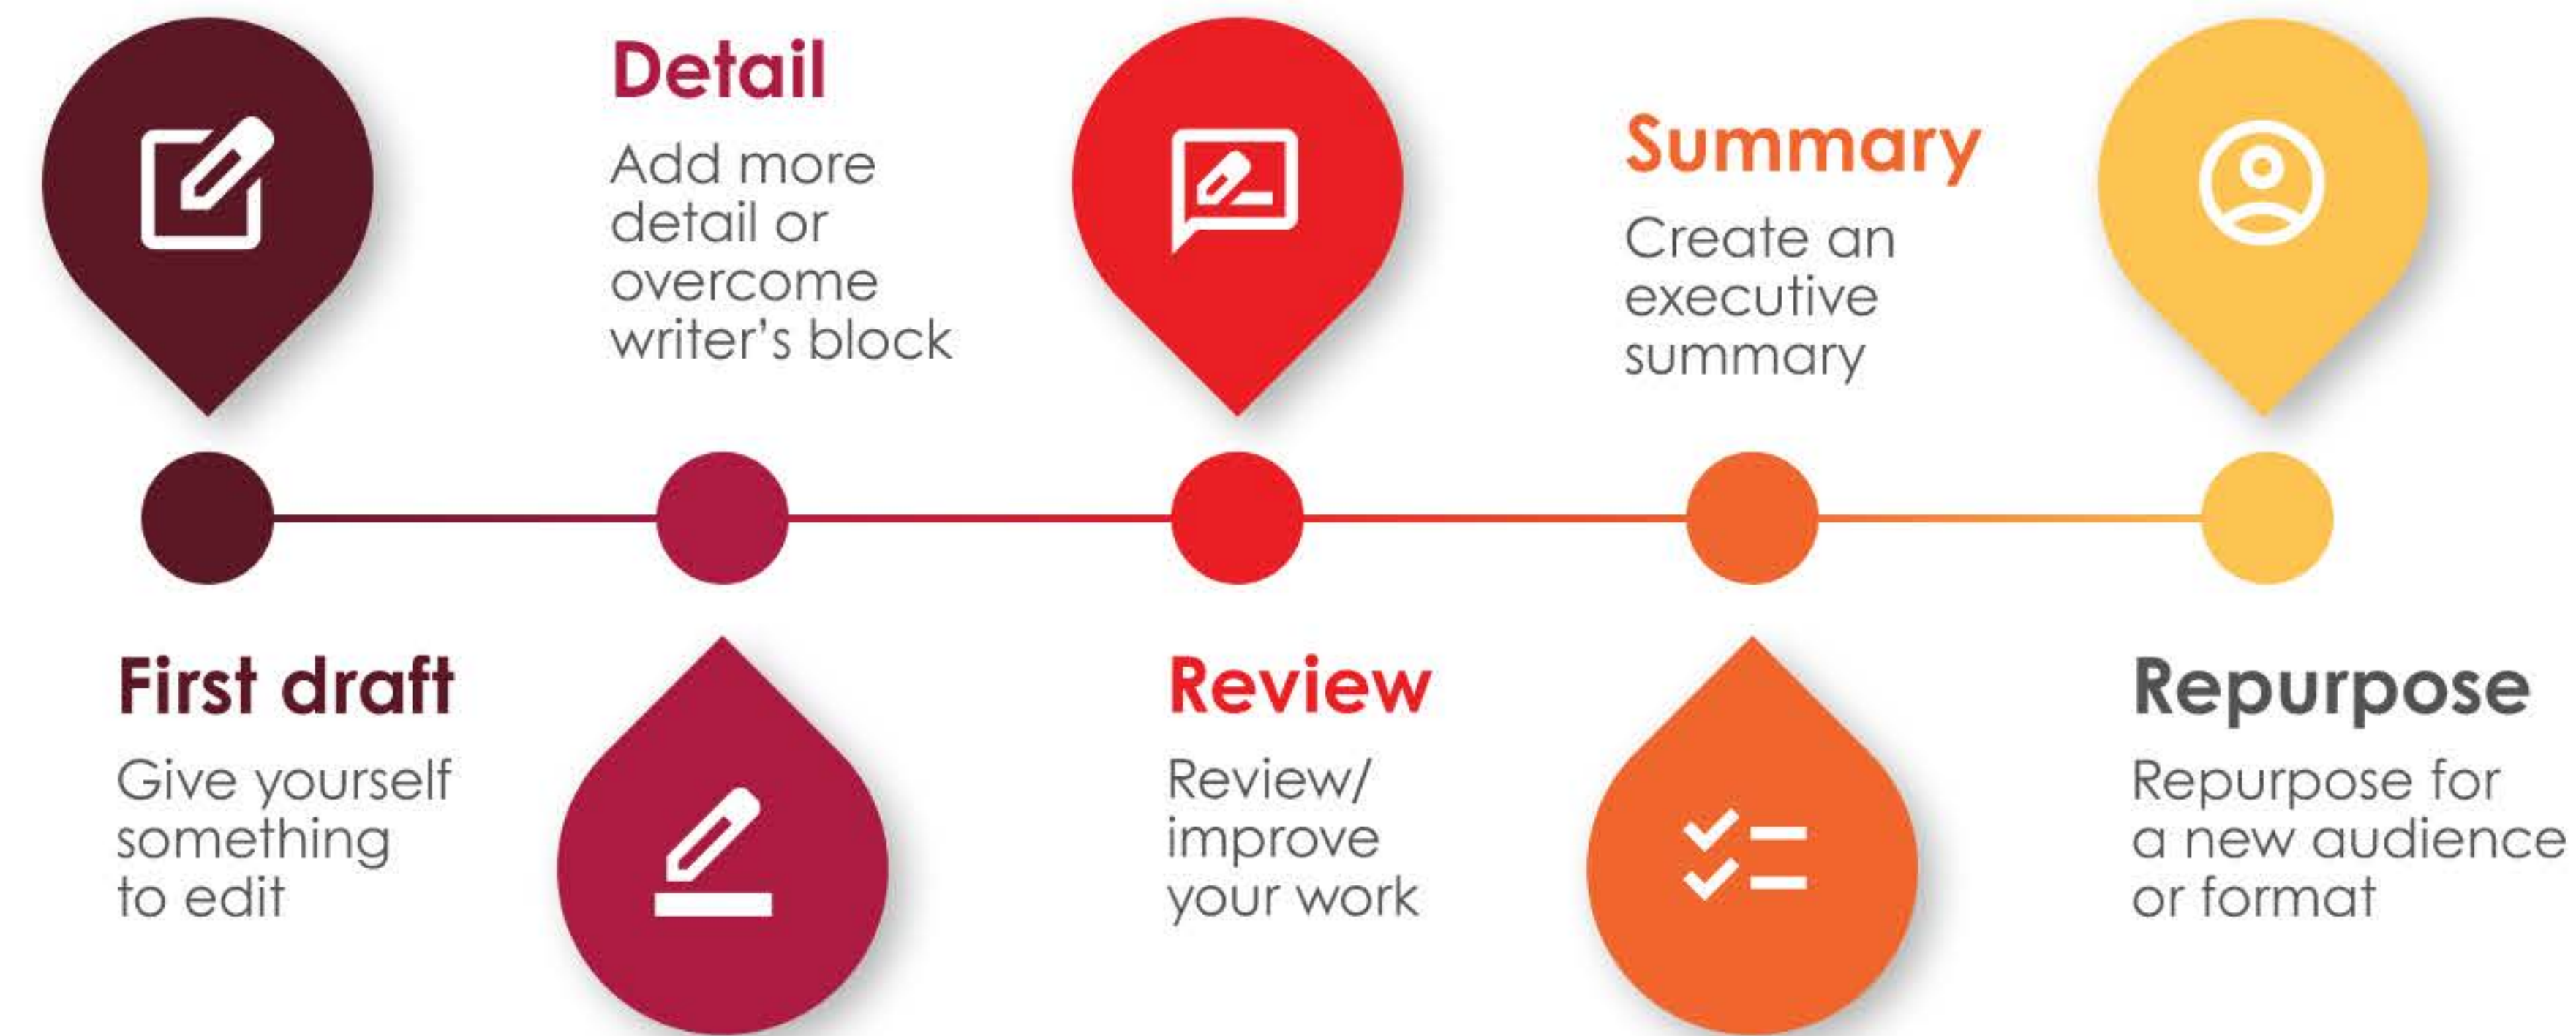 First draft
Give yourself
something
to edit
Detail
Add more
detail or
overcome
writer's block
Review
Review/
improve
your work
Summary
Create an
executive
summary
Repurpose
Repurpose for
a new audience
or format